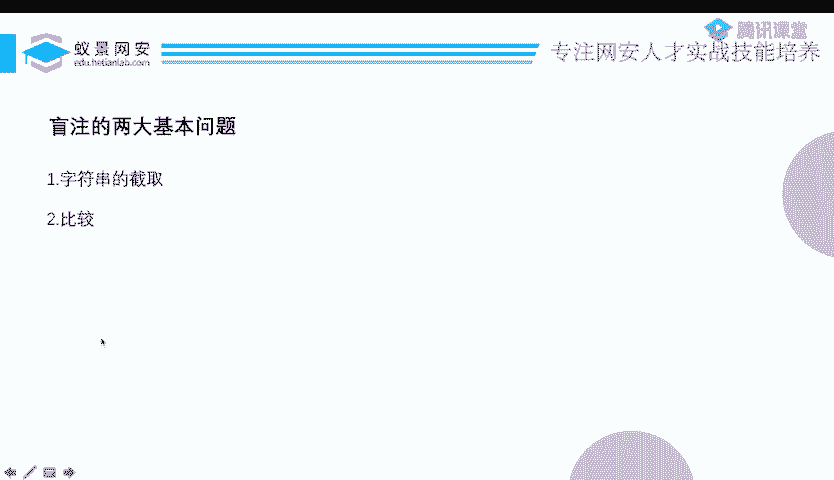 蚁景网安
edu.hetianlab.com
腾讯课堂
专注网安人才实战技能培养
盲注的两大基本问题
1.字符串的截取
2.比较